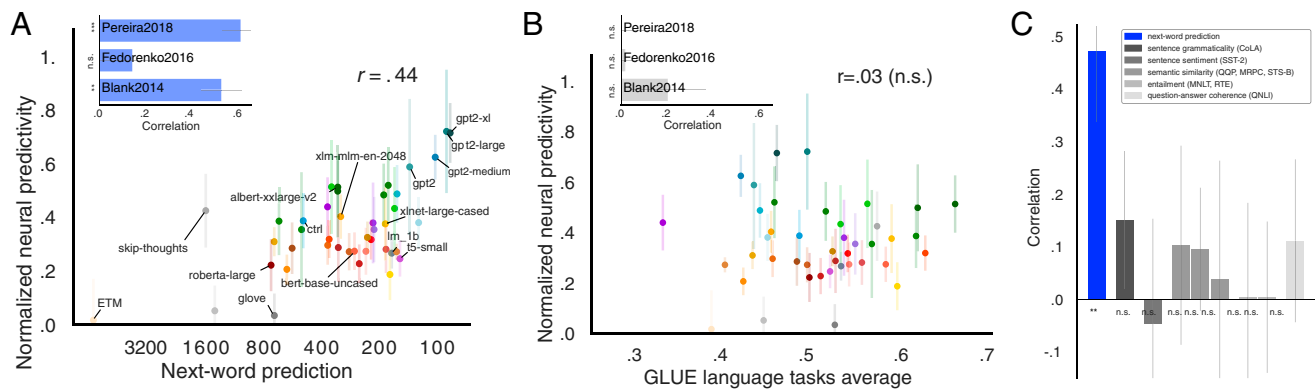 A
Normalized neural predictivity
1.
.8
.6
.4
.2
.0
***
Pereira2018
n.s.
Fedorenko2016
**
Blank2014
.0 .2 .4 .6
Correlation
r = . 44
gpt2-xl
gpt2-large
xlm-mlm-en-2048
gpt2-medium
gpt2
albert-xxlarge-v2
xlnet-large-cased
ctrl
skip-thoughts
lm_1b
t5-small
roberta-large
bert-base-uncased
ETM
glove
3200 1600 800 400 200 100
Next-word prediction
B
Normalized neural predictivity
1.
.8
.6
.4
.2
.0
n.s.
Pereira2018
n.s.
Fedorenko2016
n.s.
Blank2014
.0 .2 .4 .6
Correlation
r=.03 (n.s.)
.3 .4 .5 .6 .7
GLUE language tasks average
C
Correlation
.5
.4
.3
.2
.1
.0
-.1
next-word prediction
sentence grammaticality (CoLA)
sentence sentiment (SST-2)
semantic similarity (QQP, MRPC, STS-B)
entailment (MNLT, RTE)
question-answer coherence (QNLI)
** n.s. n.s. n.s. n.s. n.s. n.s. n.s. n.s.